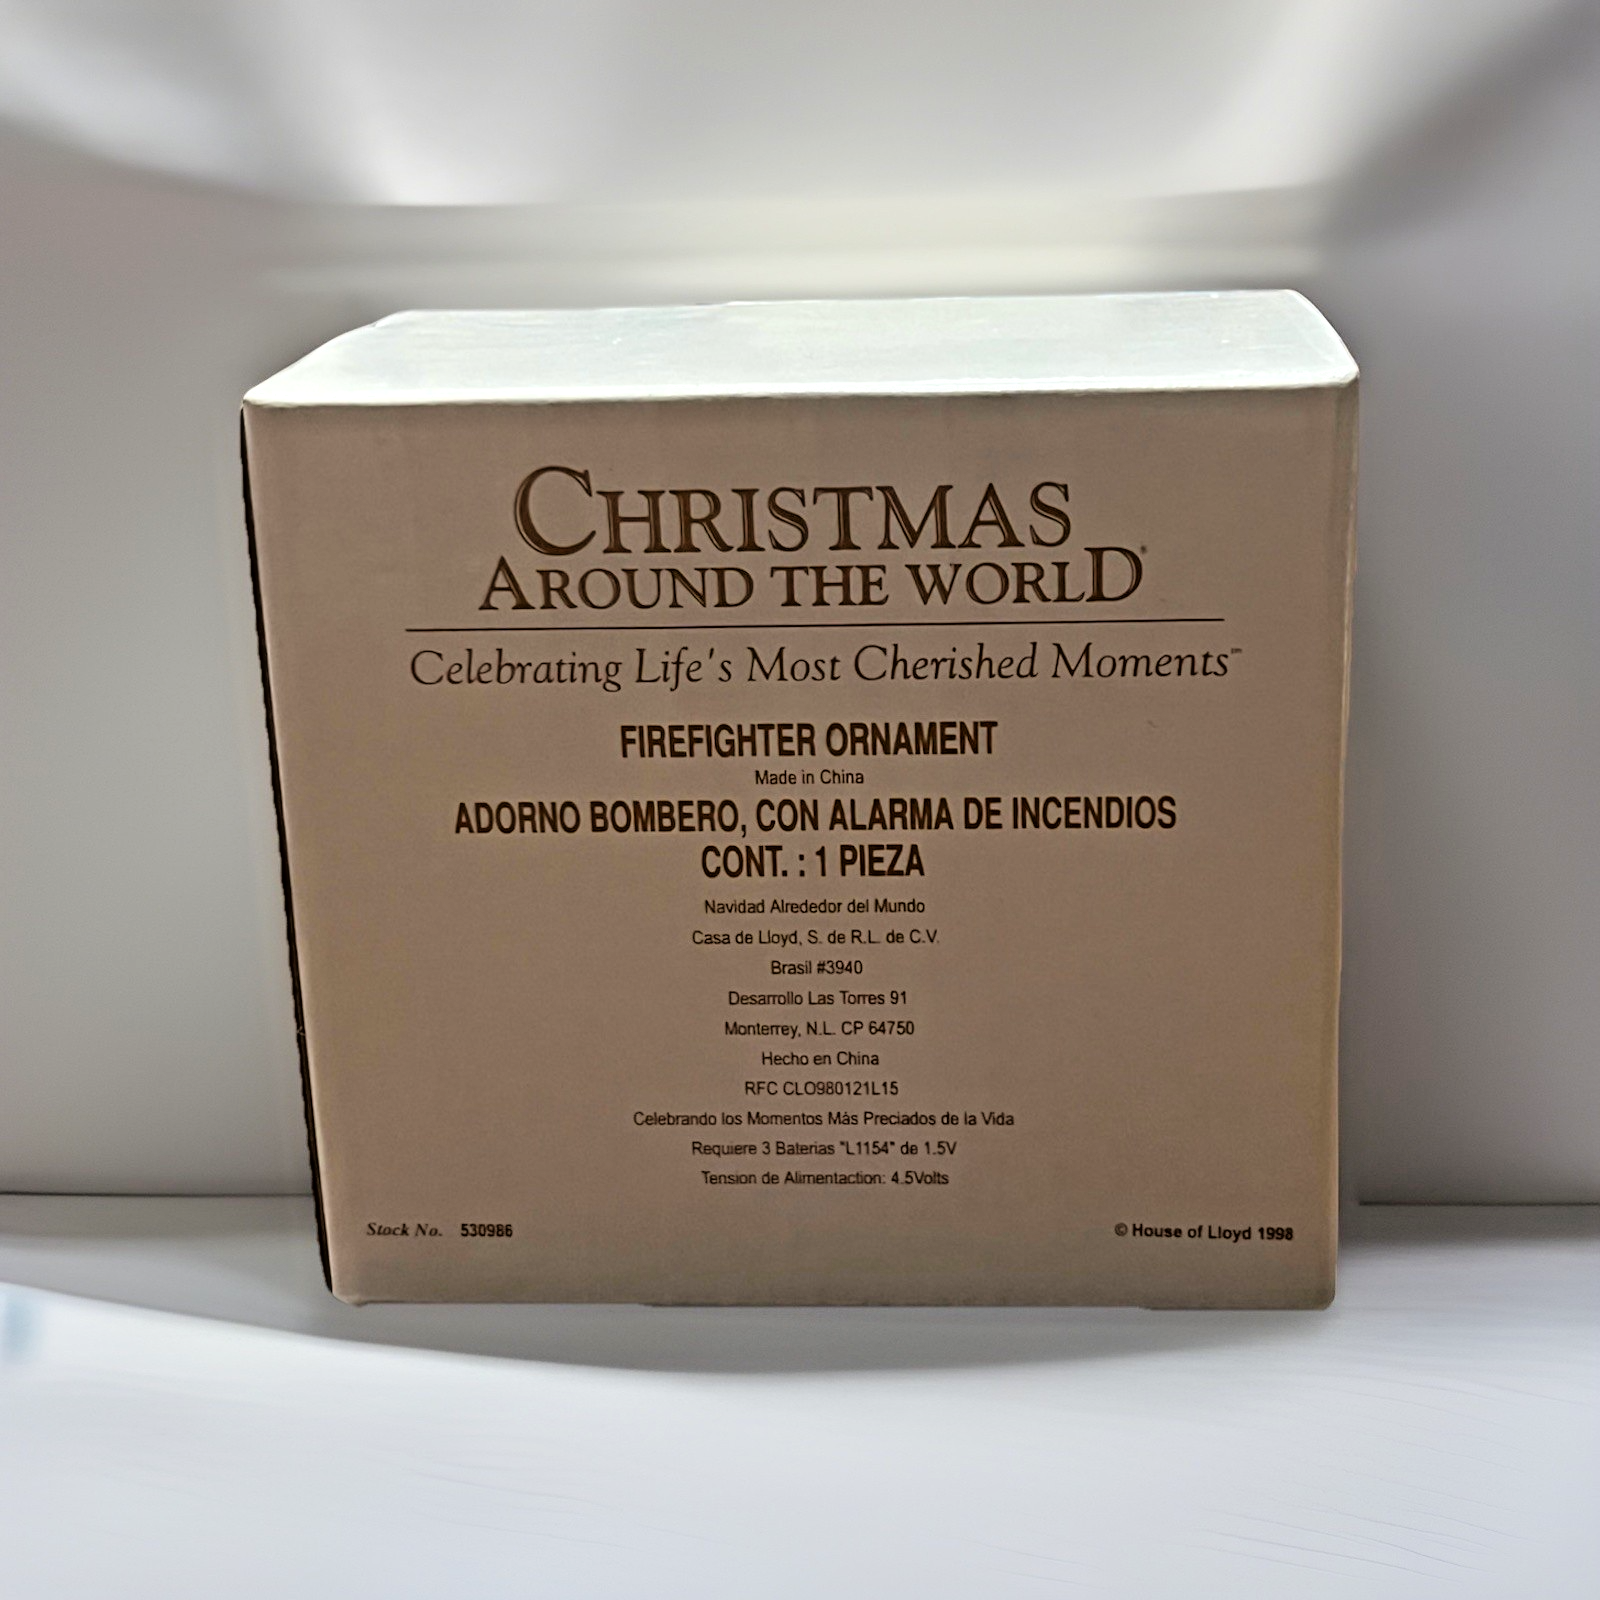 CHRISTMAS
AROUND THE WORLD®
Celebrating Life's Most Cherished Moments™
FIREFIGHTER ORNAMENT
Made in China
ADORNO BOMBERO, CON ALARMA DE INCENDIOS
CONT. : 1 PIEZA
Navidad Alrededor del Mundo
Casa de Lloyd, S. de R.L. de C.V.
Brasil #3940
Desarrollo Las Torres 91
Monterrey, N.L. CP 64750
Hecho en China
RFC CLO980121L15
Celebrando los Momentos Más Preciados de la Vida
Requiere 3 Baterias "L1154" de 1.5V
Tension de Alimentaction: 4.5Volts
Stock No. 530986
© House of Lloyd 1998